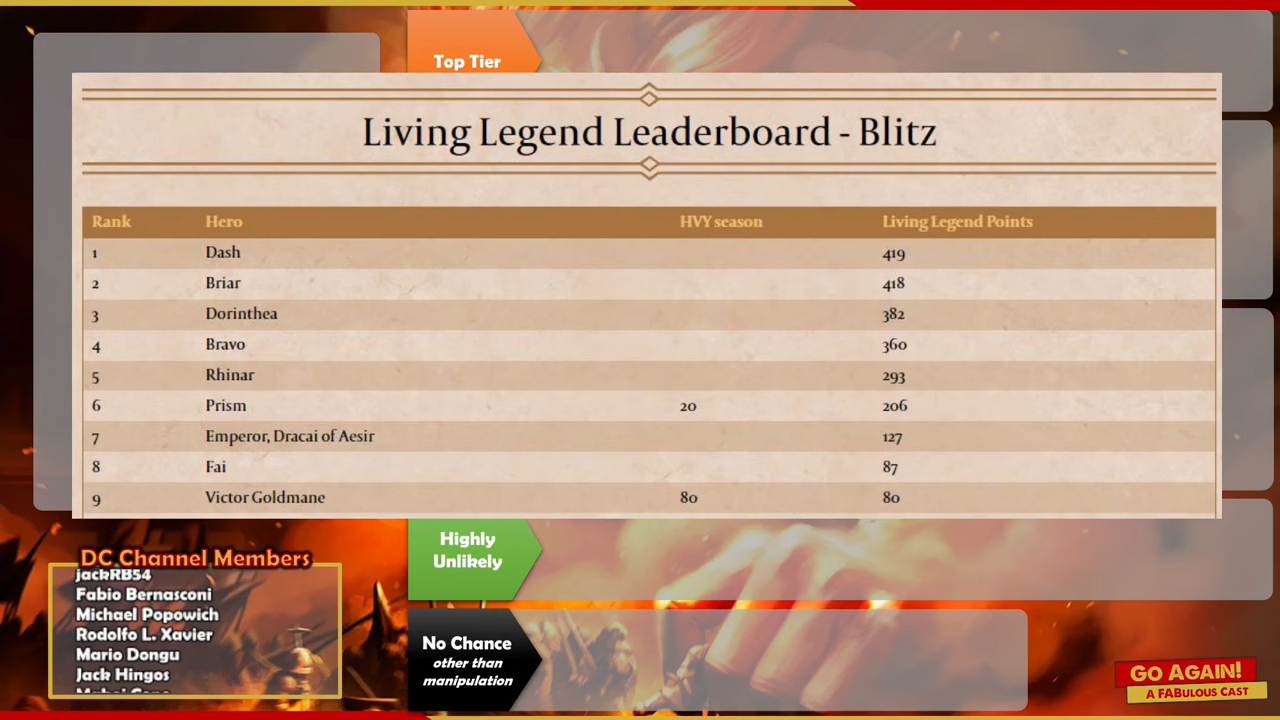 Top Tier
Living Legend Leaderboard - Blitz
Rank Hero HVY season Living Legend Points
1 Dash 419
2 Briar 418
3 Dorinthea 382
4 Bravo 360
5 Rhinar 293
6 Prism 20 206
7 Emperor, Dracai of Aesir 127
8 Fai 87
9 Victor Goldmane 80 80
Highly
Unlikely
No Chance
other than
manipulation
DC Channel Members
jackRB54
Fabio Bernasconi
Michael Popowich
Rodolfo L. Xavier
Mario Dongu
Jack Hingos
GO AGAIN!
A FABULOUS CAST